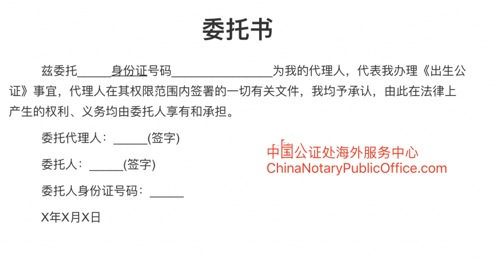 委托书
兹委托______身份证号码__________________为我的代理人，代表我办理《出生公
证》事宜，代理人在其权限范围内签署的一切有关文件，我均予承认，由此在法律上
产生的权利、义务均由委托人享有和承担。
委托代理人：______(签字)
委托人：______(签字)
委托人身份证号码：______
X年X月X日
中国公证处海外服务中心
ChinaNotaryPublicOffice.com